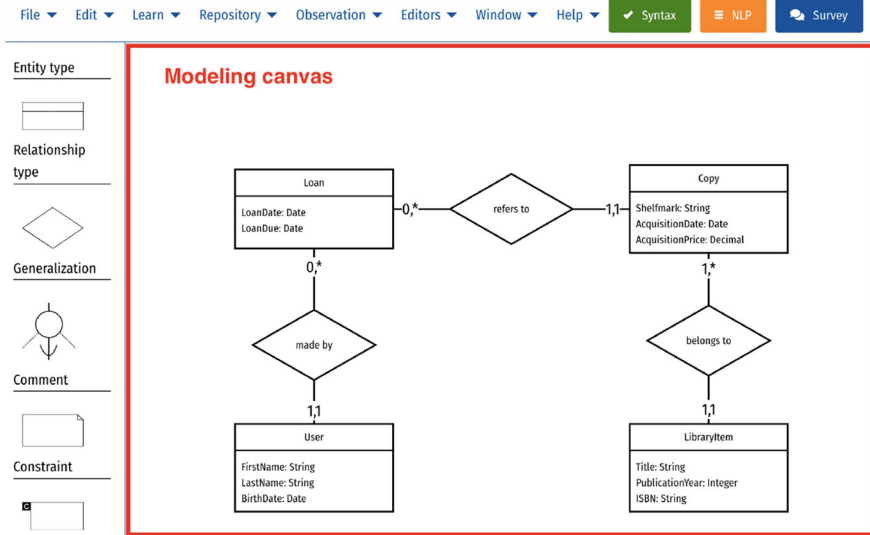 File Edit Learn Repository Observation Editors Window Help Syntax NLP Survey
Entity type
Relationship
type
Generalization
Comment
Constraint
C
Modeling canvas
Loan
LoanDate: Date
LoanDue: Date
0,*
refers to
1,1
Copy
Shelfmark: String
AcquisitionDate: Date
AcquisitionPrice: Decimal
0,*
1,*
made by
belongs to
1,1
1,1
User
FirstName: String
LastName: String
BirthDate: Date
LibraryItem
Title: String
PublicationYear: Integer
ISBN: String